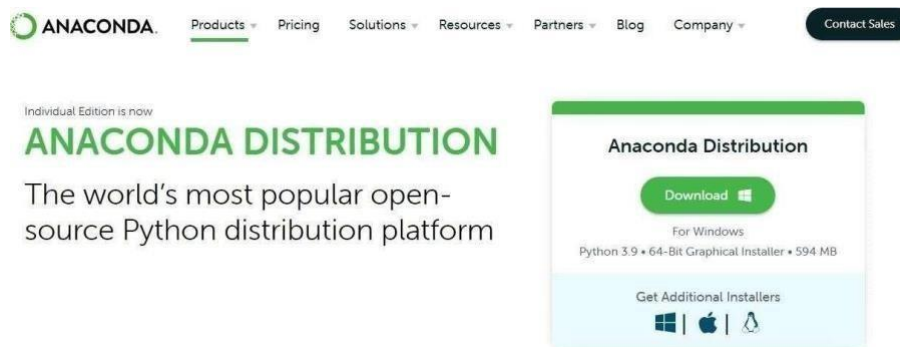 ANACONDA.
Products Pricing Solutions Resources Partners Blog Company Contact Sales
Individual Edition is now
ANACONDA DISTRIBUTION
The world's most popular open-
source Python distribution platform
Anaconda Distribution
Download
For Windows
Python 3.9 • 64-Bit Graphical Installer • 594 MB
Get Additional Installers